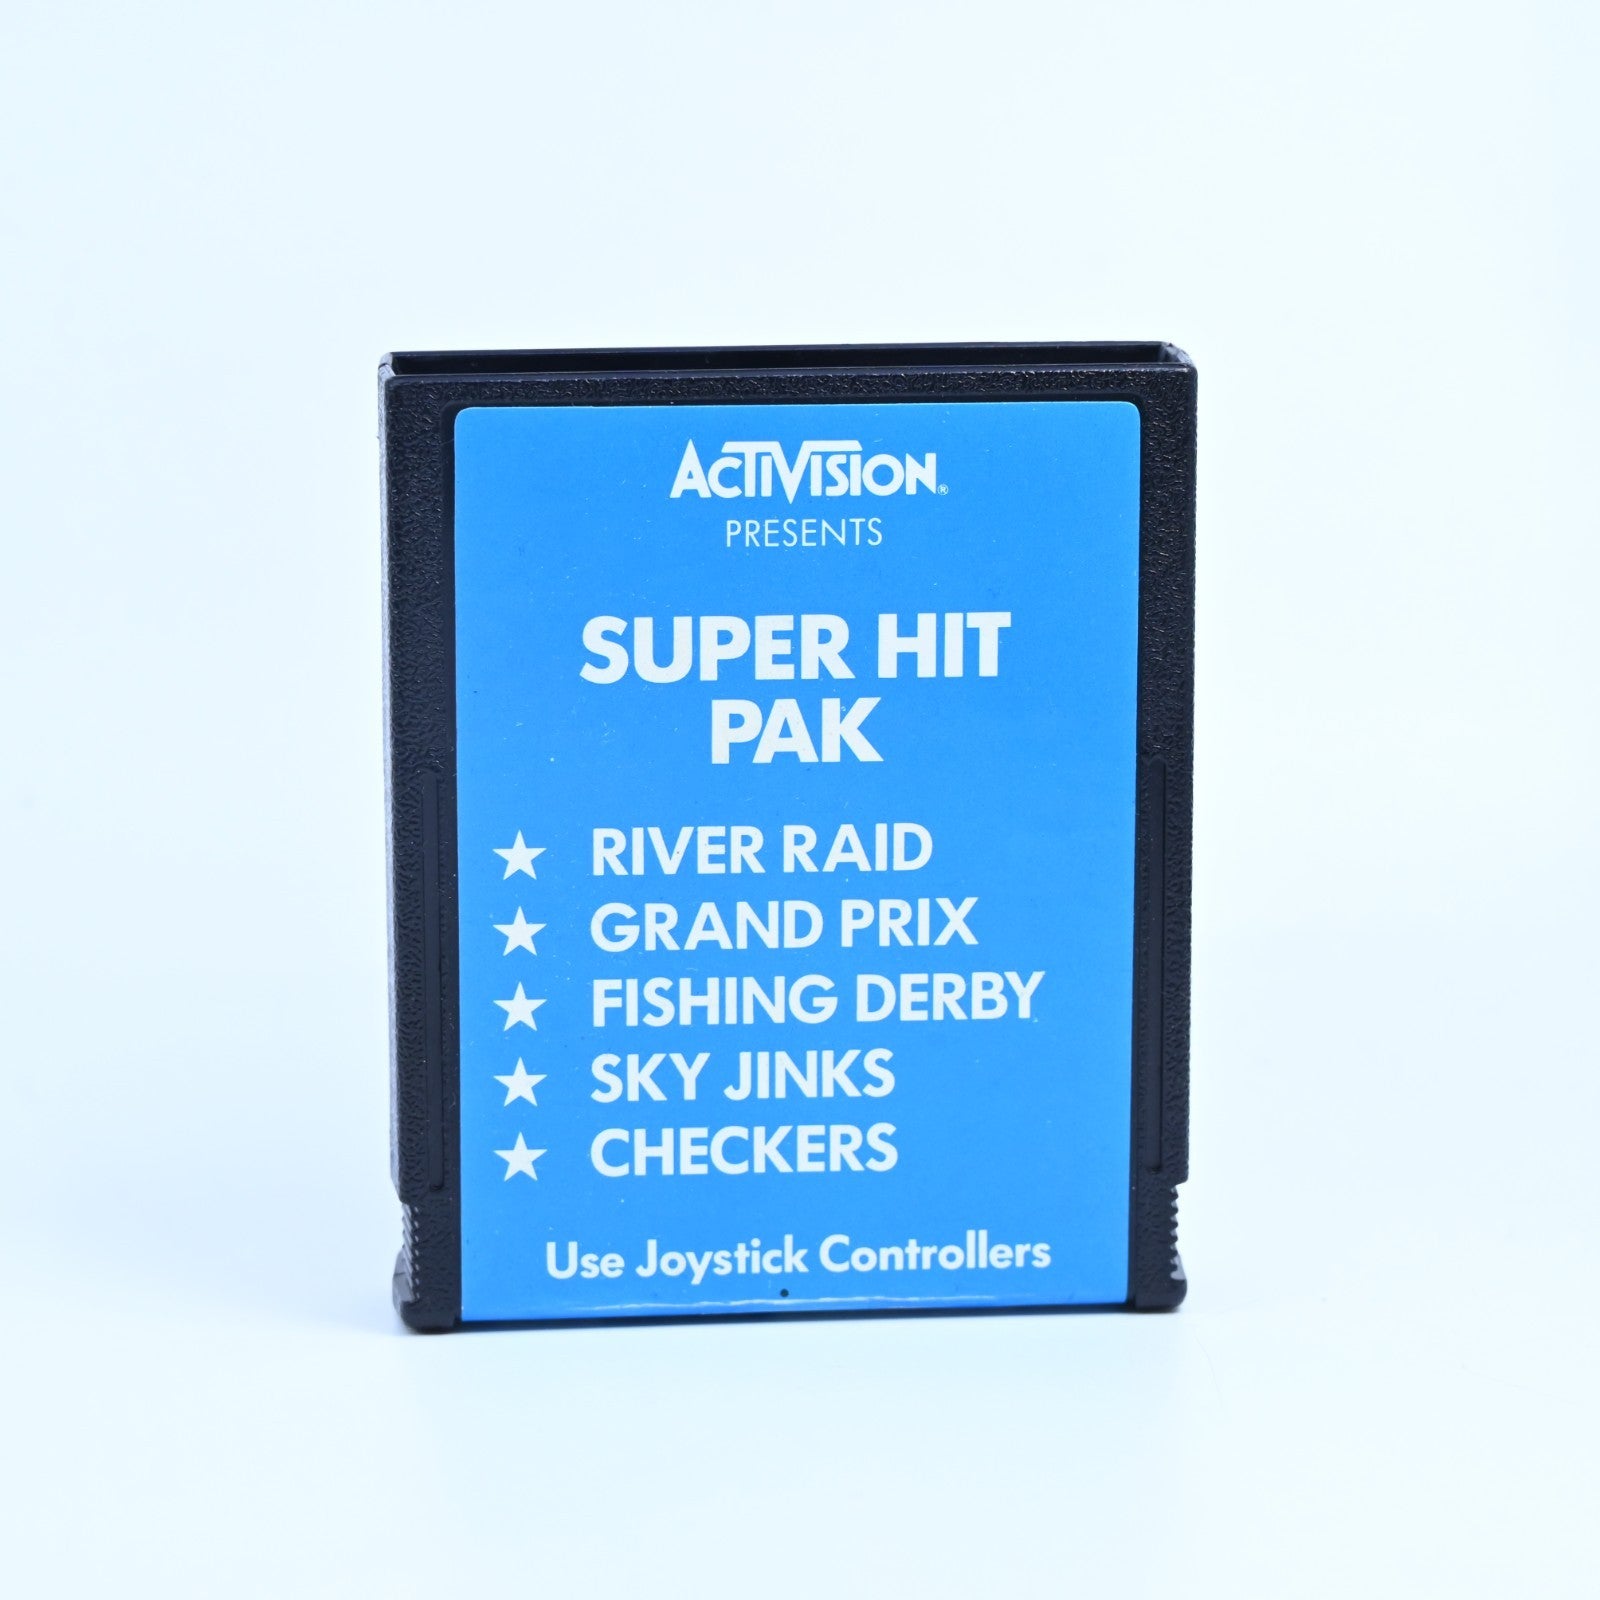 ACTIVISION®
PRESENTS
SUPER HIT
PAK
★ RIVER RAID
★ GRAND PRIX
★ FISHING DERBY
★ SKY JINKS
★ CHECKERS
Use Joystick Controllers